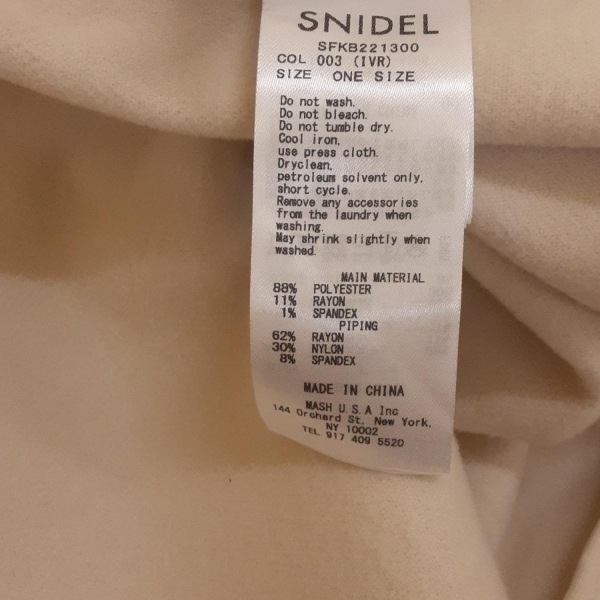 SNIDEL
SFKB221300
COL 003 (IVR)
SIZE ONE SIZE
Do not wash.
Do not bleach.
Do not tumble dry.
Cool iron,
use press cloth.
Dryclean,
petroleum solvent only,
short cycle.
Remove any accessories
from the laundry when
washing.
May shrink slightly when
washed.
MAIN MATERIAL
88% POLYESTER
11% RAYON
1% SPANDEX
PIPING
62% RAYON
30% NYLON
8% SPANDEX
MADE IN CHINA
MASH U.S.A Inc
144 Orchard St, New York,
NY 10002
TEL 917 409 5520